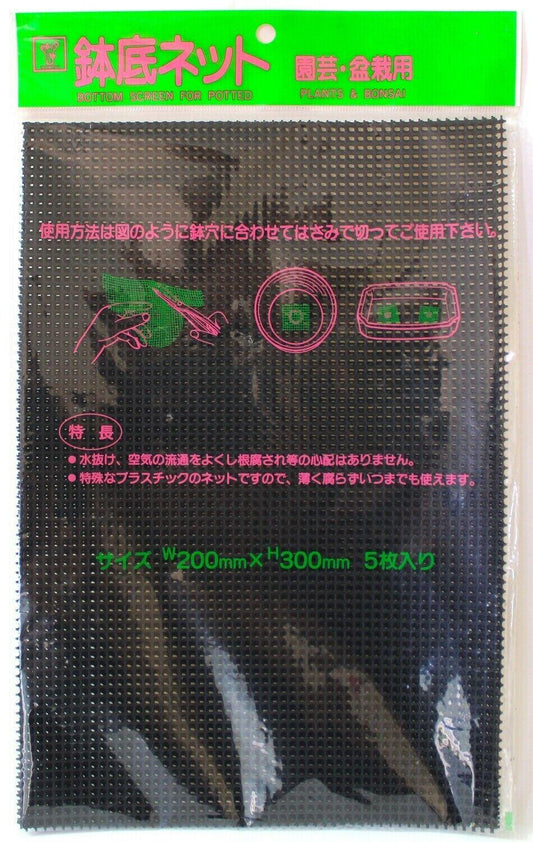 鉢底ネット 園芸・盆栽用
BOTTOM SCREEN FOR POTTED PLANTS & BONSAI
使用方法は図のように鉢穴に合わせてはさみで切ってご使用下さい。
特長
●水抜け、空気の流通をよくし根腐され等の心配はありません。
●特殊なプラスチックのネットですので、薄く腐らずいつまでも使えます。
サイズ W200mm×H300mm 5枚入り